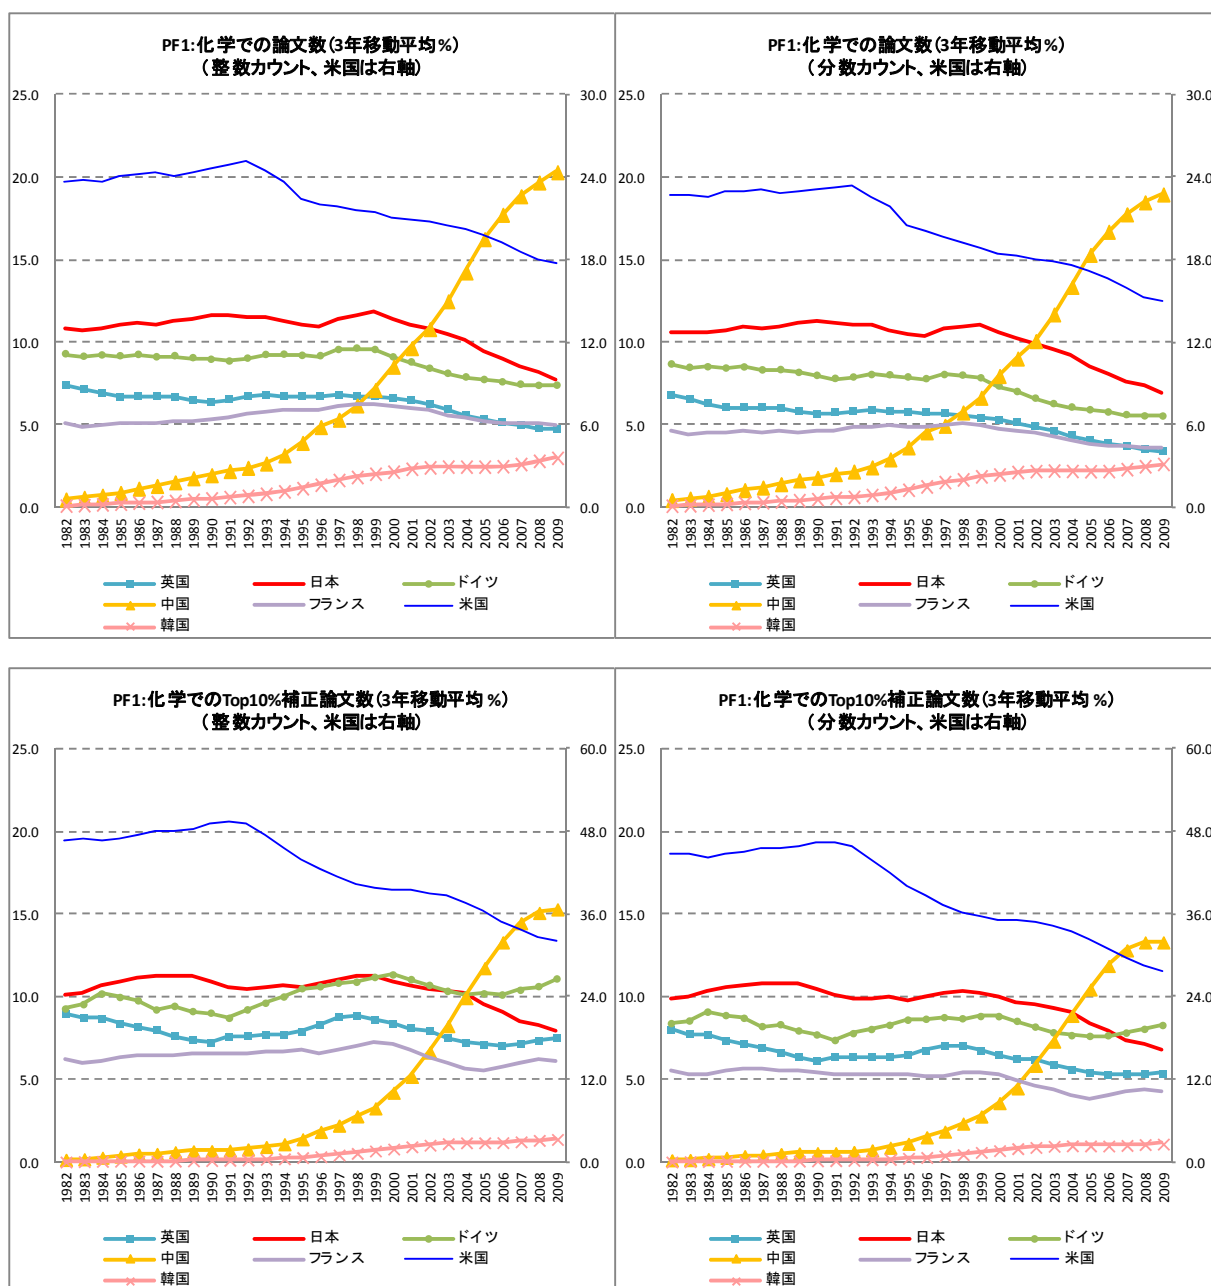 PF1:化学での論文数(3年移動平均%)
(整数カウント、米国は右軸)
25.0
20.0
15.0
10.0
5.0
0.0
30.0
24.0
18.0
12.0
6.0
0.0
1982 1983 1984 1985 1986 1987 1988 1989 1990 1991 1992 1993 1994 1995 1996 1997 1998 1999 2000 2001 2002 2003 2004 2005 2006 2007 2008 2009
英国 日本 ドイツ
中国 フランス 米国
韓国
PF1:化学での論文数(3年移動平均%)
(分数カウント、米国は右軸)
25.0
20.0
15.0
10.0
5.0
0.0
30.0
24.0
18.0
12.0
6.0
0.0
1982 1983 1984 1985 1986 1987 1988 1989 1990 1991 1992 1993 1994 1995 1996 1997 1998 1999 2000 2001 2002 2003 2004 2005 2006 2007 2008 2009
英国 日本 ドイツ
中国 フランス 米国
韓国
PF1:化学でのTop10%補正論文数(3年移動平均%)
(整数カウント、米国は右軸)
25.0
20.0
15.0
10.0
5.0
0.0
60.0
48.0
36.0
24.0
12.0
0.0
1982 1983 1984 1985 1986 1987 1988 1989 1990 1991 1992 1993 1994 1995 1996 1997 1998 1999 2000 2001 2002 2003 2004 2005 2006 2007 2008 2009
英国 日本 ドイツ
中国 フランス 米国
韓国
PF1:化学でのTop10%補正論文数(3年移動平均%)
(分数カウント、米国は右軸)
25.0
20.0
15.0
10.0
5.0
0.0
60.0
48.0
36.0
24.0
12.0
0.0
1982 1983 1984 1985 1986 1987 1988 1989 1990 1991 1992 1993 1994 1995 1996 1997 1998 1999 2000 2001 2002 2003 2004 2005 2006 2007 2008 2009
英国 日本 ドイツ
中国 フランス 米国
韓国